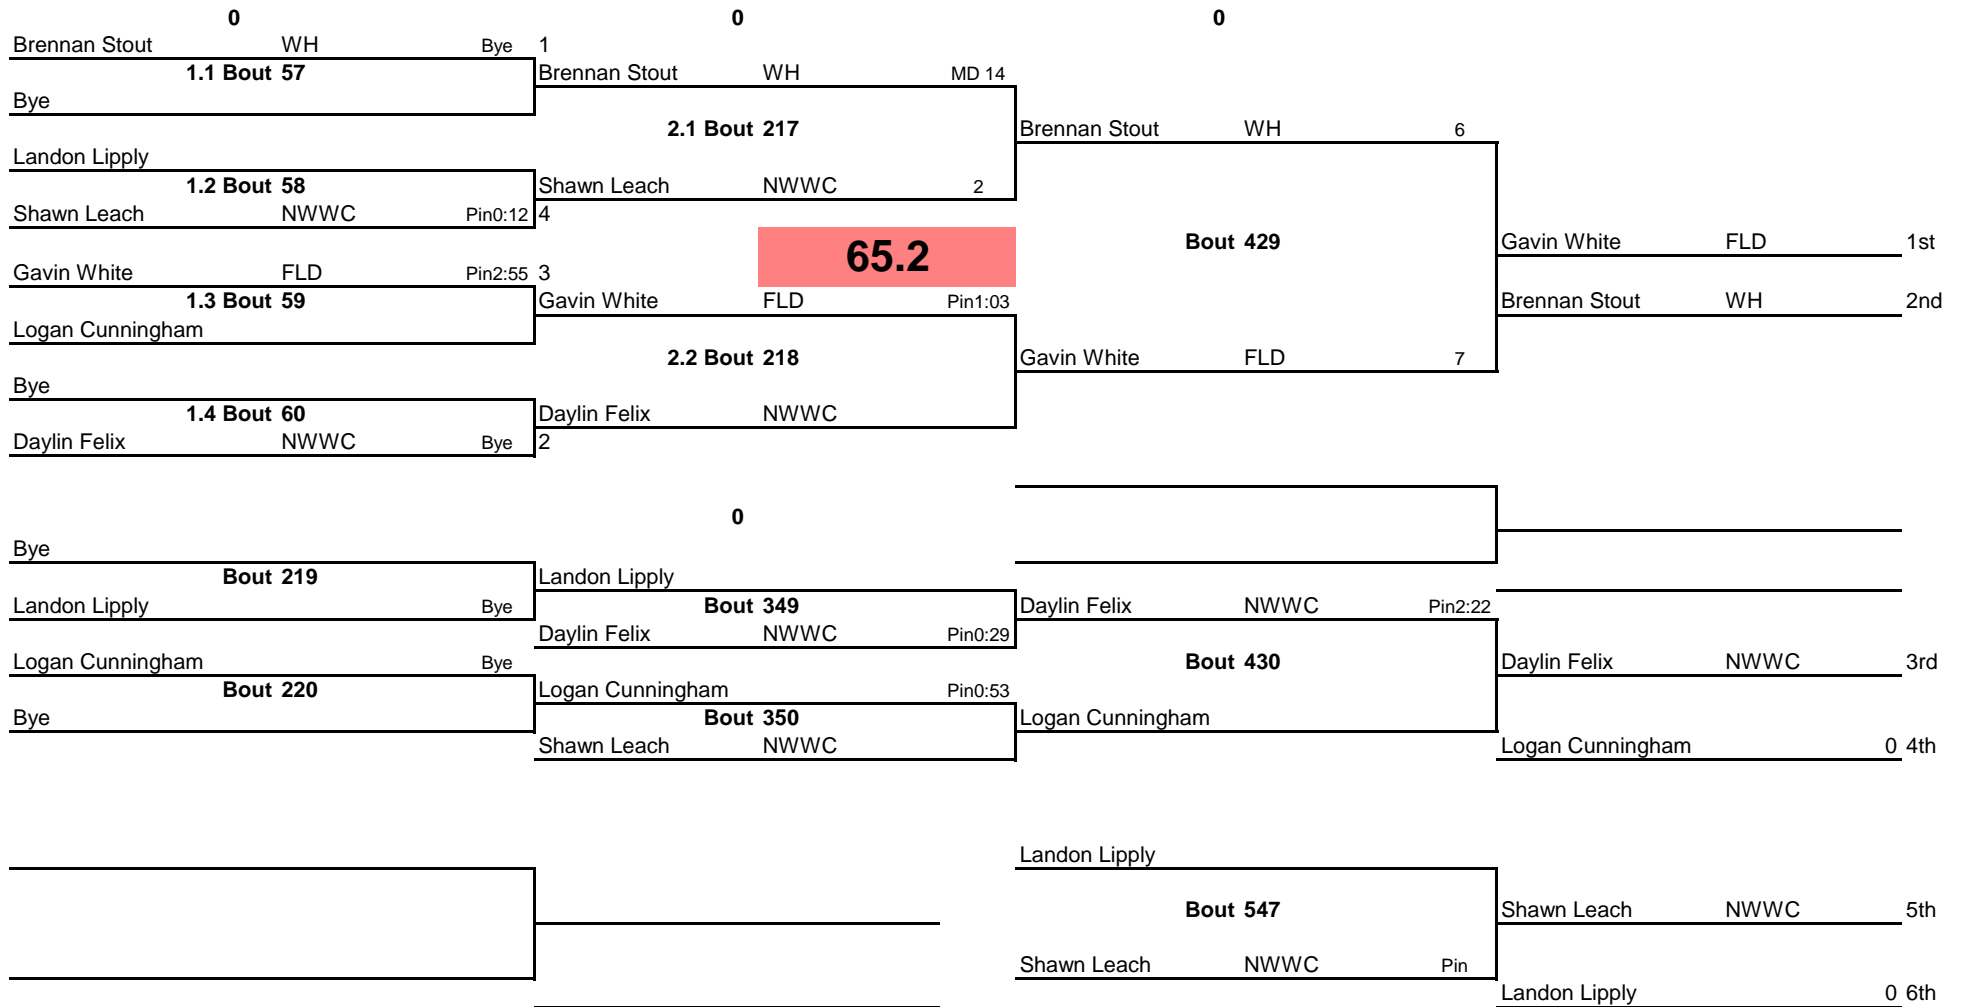 0 0 0
Brennan Stout WH Bye 1
1.1 Bout 57 Brennan Stout WH MD 14
Bye
2.1 Bout 217 Brennan Stout WH 6
Landon Lipply
1.2 Bout 58 Shawn Leach NWWC 2
Shawn Leach NWWC Pin0:12 4
65.2 Bout 429 Gavin White FLD 1st
Gavin White FLD Pin2:55 3
1.3 Bout 59 Gavin White FLD Pin1:03 Brennan Stout WH 2nd
Logan Cunningham
2.2 Bout 218 Gavin White FLD 7
Bye
1.4 Bout 60 Daylin Felix NWWC
Daylin Felix NWWC Bye 2
0
Bye
Bout 219 Landon Lipply
Landon Lipply Bye Bout 349 Daylin Felix NWWC Pin2:22
Daylin Felix NWWC Pin0:29
Logan Cunningham Bye Bout 430 Daylin Felix NWWC 3rd
Bout 220 Logan Cunningham Pin0:53
Bye Bout 350 Logan Cunningham
Shawn Leach NWWC Logan Cunningham 0 4th
Landon Lipply
Bout 547 Shawn Leach NWWC 5th
Shawn Leach NWWC Pin
Landon Lipply 0 6th